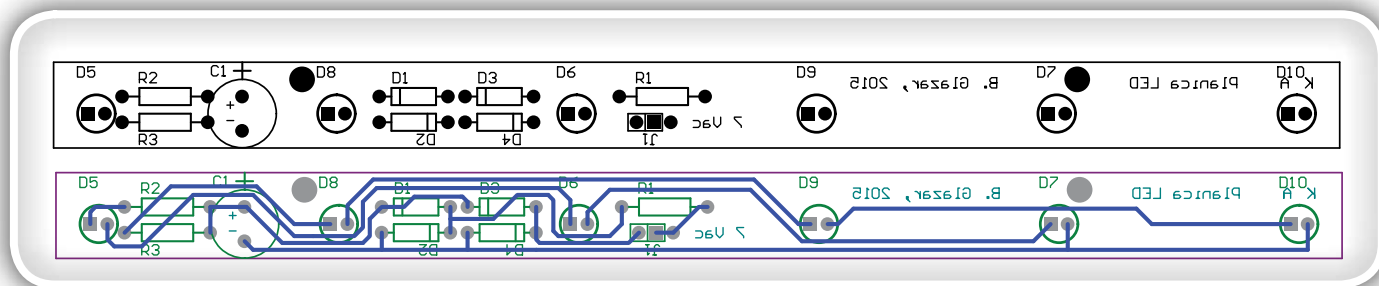 D5 R2 C1 + D8 D1 D3 D6 R1 D9 B. Glazar, 2015 D7 Planica LED D10 A K
+
−
7 Vac
R3 D2 D4 J1
D5 R2 C1 + D8 D1 D3 D6 R1 D9 B. Glazar, 2015 D7 Planica LED D10 A K
+
−
7 Vac
R3 D2 D4 J1